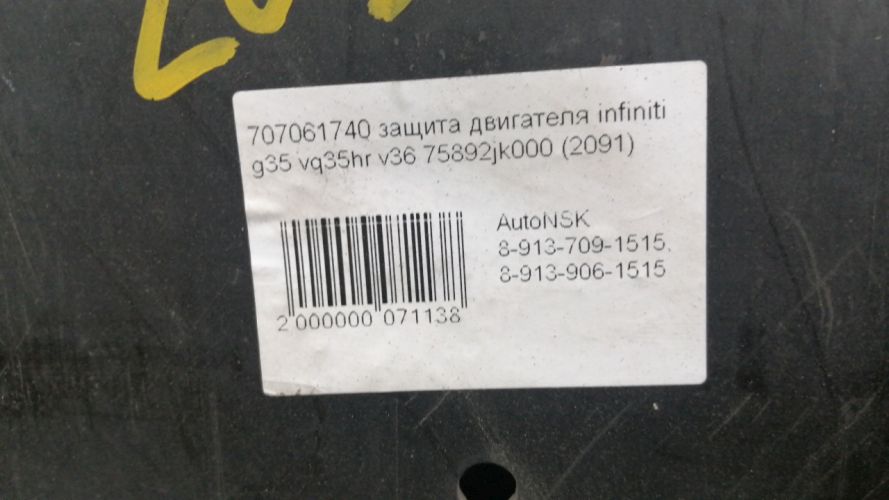 707061740 защита двигателя infiniti
g35 vq35hr v36 75892jk000 (2091)
AutoNSK
8-913-709-1515,
8-913-906-1515
2 000000 071138